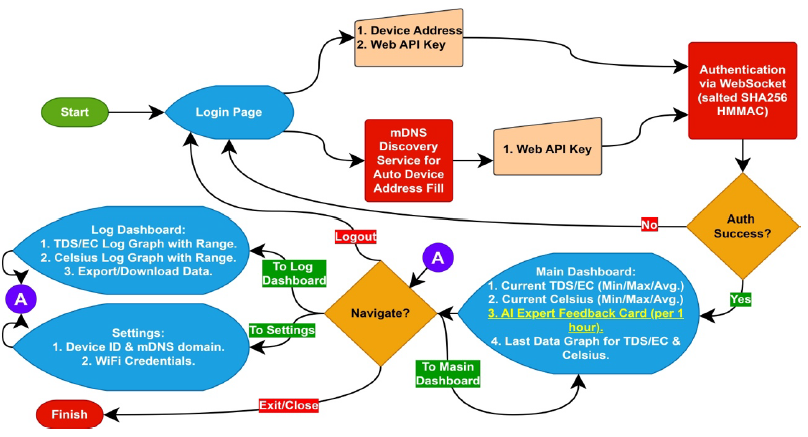 1. Device Address
2. Web API Key
Start
Login Page
Authentication
via WebSocket
(salted SHA256
HMMAC)
mDNS
Discovery
Service for
Auto Device
Address Fill
1. Web API Key
Auth
Success?
No
Yes
Logout
Log Dashboard:
1. TDS/EC Log Graph with Range.
2. Celsius Log Graph with Range.
3. Export/Download Data.
To Log
Dashboard
A
A
Navigate?
Main Dashboard:
1. Current TDS/EC (Min/Max/Avg.)
2. Current Celsius (Min/Max/Avg.)
3. AI Expert Feedback Card (per 1
hour).
4. Last Data Graph for TDS/EC &
Celsius.
Settings:
1. Device ID & mDNS domain.
2. WiFi Credentials.
To Settings
To Masin
Dashboard
Exit/Close
Finish